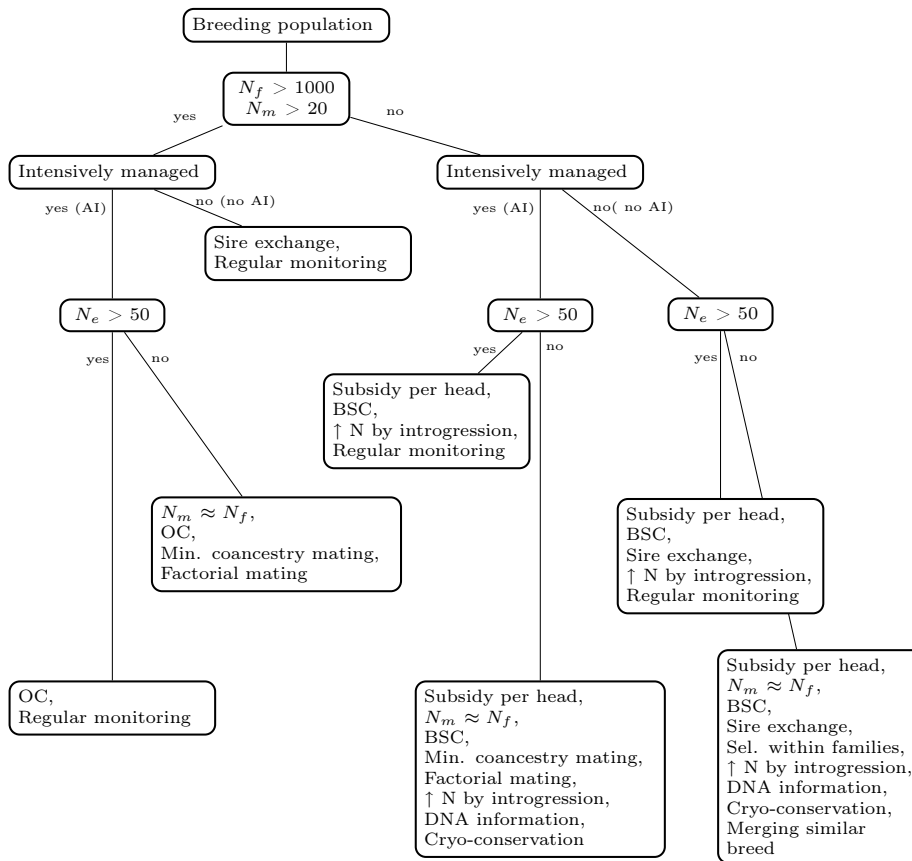 Breeding population
N_f > 1000
N_m > 20
yes
no
Intensively managed
Intensively managed
yes (AI)
no (no AI)
yes (AI)
no( no AI)
Sire exchange,
Regular monitoring
N_e > 50
N_e > 50
N_e > 50
yes
no
yes
no
yes
no
Subsidy per head,
BSC,
↑ N by introgression,
Regular monitoring
N_m ≈ N_f,
OC,
Min. coancestry mating,
Factorial mating
Subsidy per head,
BSC,
Sire exchange,
↑ N by introgression,
Regular monitoring
OC,
Regular monitoring
Subsidy per head,
N_m ≈ N_f,
BSC,
Min. coancestry mating,
Factorial mating,
↑ N by introgression,
DNA information,
Cryo-conservation
Subsidy per head,
N_m ≈ N_f,
BSC,
Sire exchange,
Sel. within families,
↑ N by introgression,
DNA information,
Cryo-conservation,
Merging similar
breed